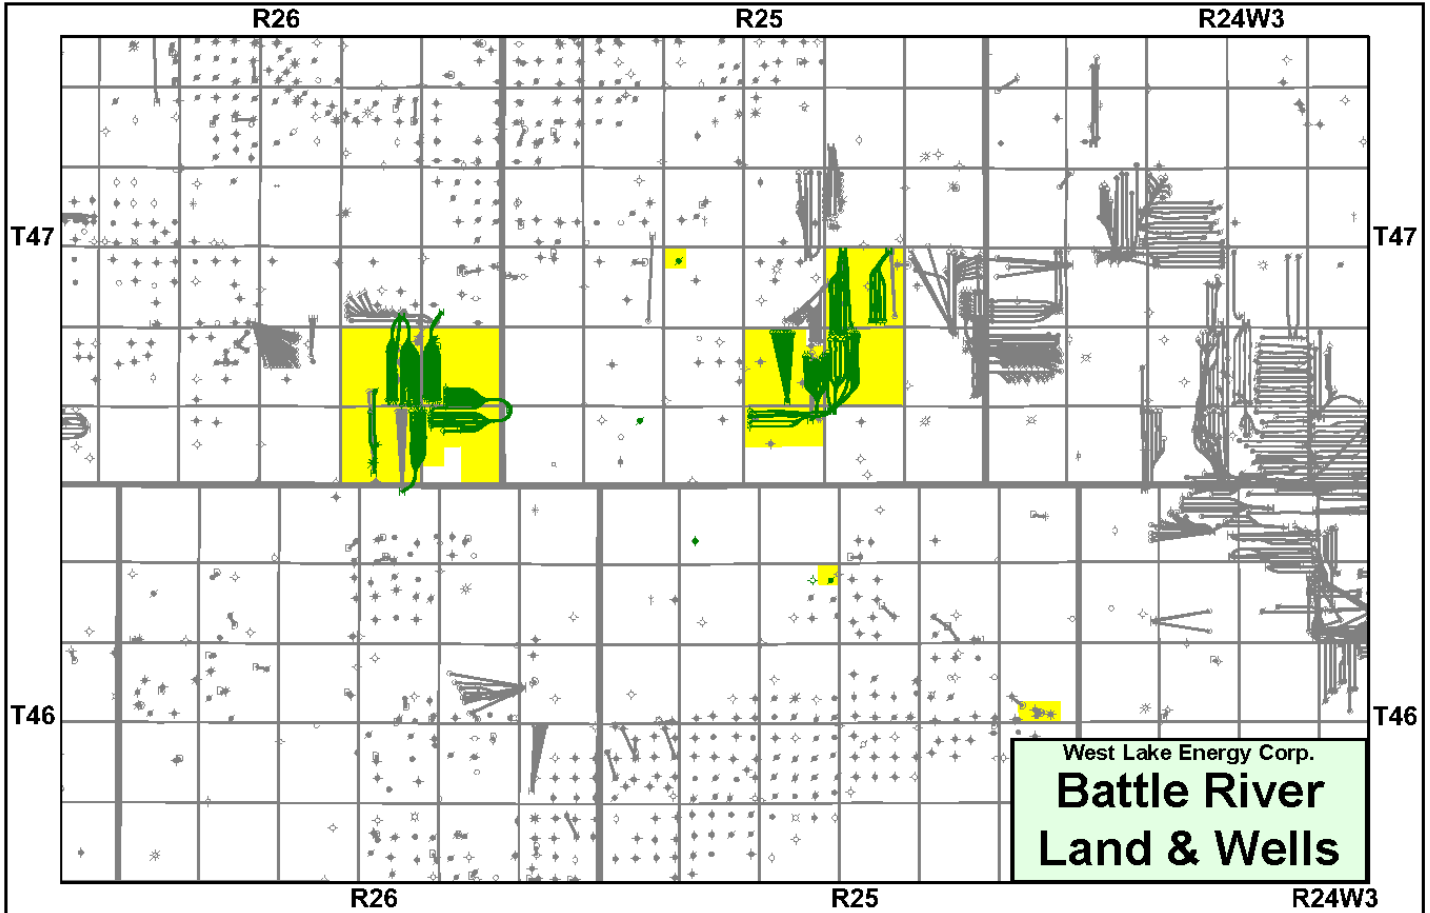 R26 R25 R24W3
T47 T47
T46 T46
West Lake Energy Corp.
Battle River
Land & Wells
R26 R25 R24W3